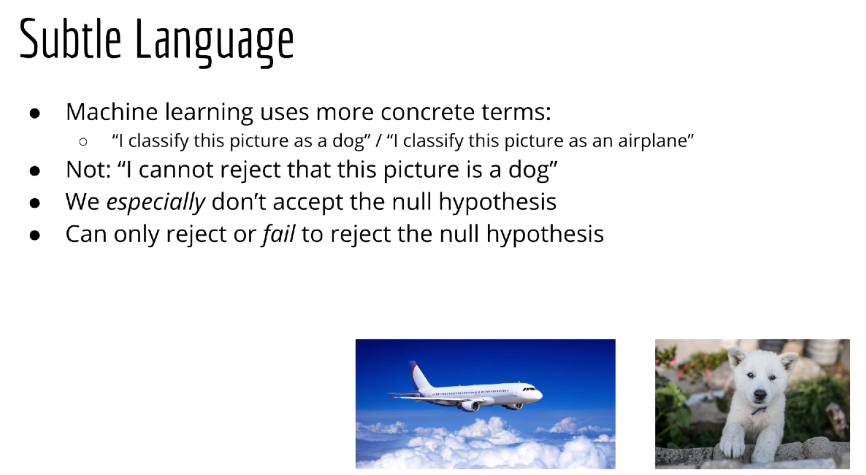 Subtle Language
● Machine learning uses more concrete terms:
○ “I classify this picture as a dog” / “I classify this picture as an airplane”
● Not: “I cannot reject that this picture is a dog”
● We especially don’t accept the null hypothesis
● Can only reject or fail to reject the null hypothesis